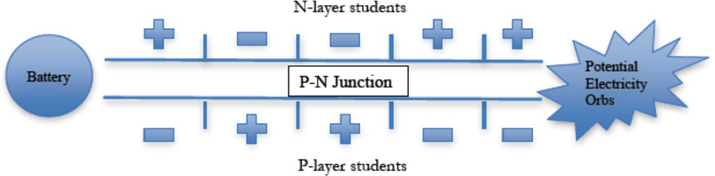 N-layer students
Battery
P-N Junction
Potential
Electricity
Orbs
P-layer students